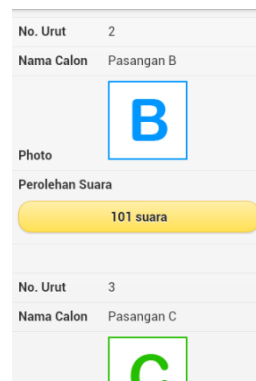 No. Urut 2
Nama Calon Pasangan B
B
Photo
Perolehan Suara
101 suara
No. Urut 3
Nama Calon Pasangan C
C